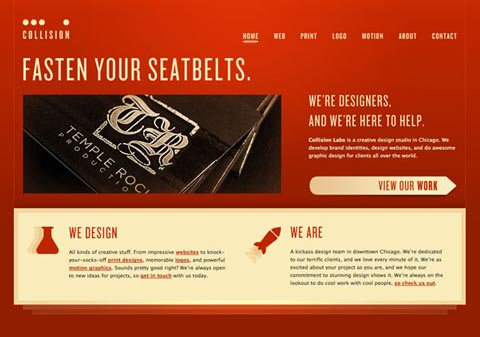 COLLISION
HOME WEB PRINT LOGO MOTION ABOUT CONTACT
FASTEN YOUR SEATBELTS.
TR
TEMPLE ROCK
PRODUCTIO
WE'RE DESIGNERS,
AND WE'RE HERE TO HELP.
Collision Labs is a creative design studio in Chicago. We
develop brand identities, design websites, and do awesome
graphic design for clients all over the world.
VIEW OUR WORK
WE DESIGN
All kinds of creative stuff. From impressive websites to knock-
your-socks-off print designs, memorable logos, and powerful
motion graphics. Sounds pretty good right? We're always open
to new ideas for projects, so get in touch with us today.
WE ARE
A kickass design team in downtown Chicago. We're dedicated
to our terrific clients, and we love every minute of it. We're as
excited about your project as you are, and we hope our
commitment to stunning design shows it. We're always on the
lookout to do cool work with cool people, so check us out.